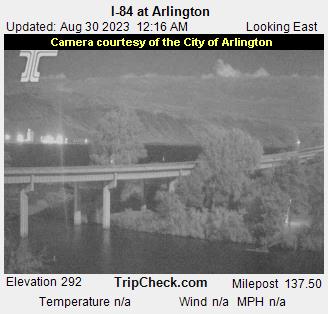 I-84 at Arlington
Updated: Aug 30 2023 12:16 AM Looking East
Camera courtesy of the City of Arlington
Elevation 292 TripCheck.com Milepost 137.50
Temperature n/a Wind n/a MPH n/a